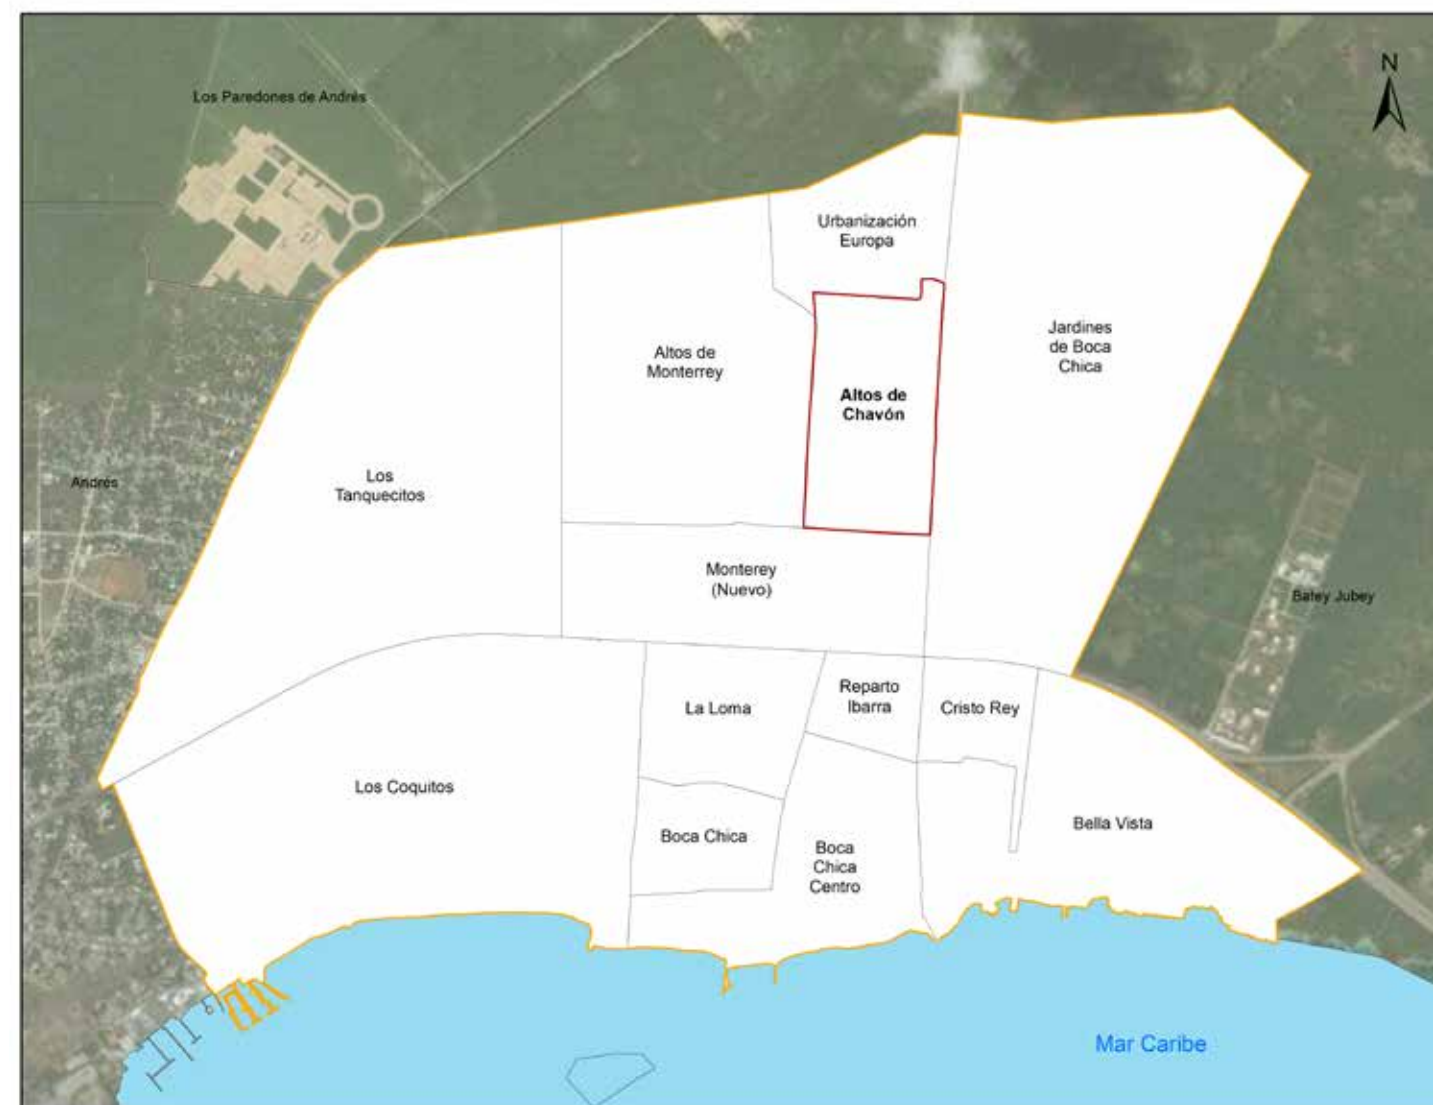 N
Los Paredones de Andrés
Urbanización
Europa
Jardines
de Boca
Chica
Altos de
Monterrey
Altos de
Chavón
Los
Tanquecitos
Andrés
Monterey
(Nuevo)
Batey Jubey
Reparto
Ibarra
La Loma
Cristo Rey
Los Coquitos
Bella Vista
Boca Chica
Boca
Chica
Centro
Mar Caribe